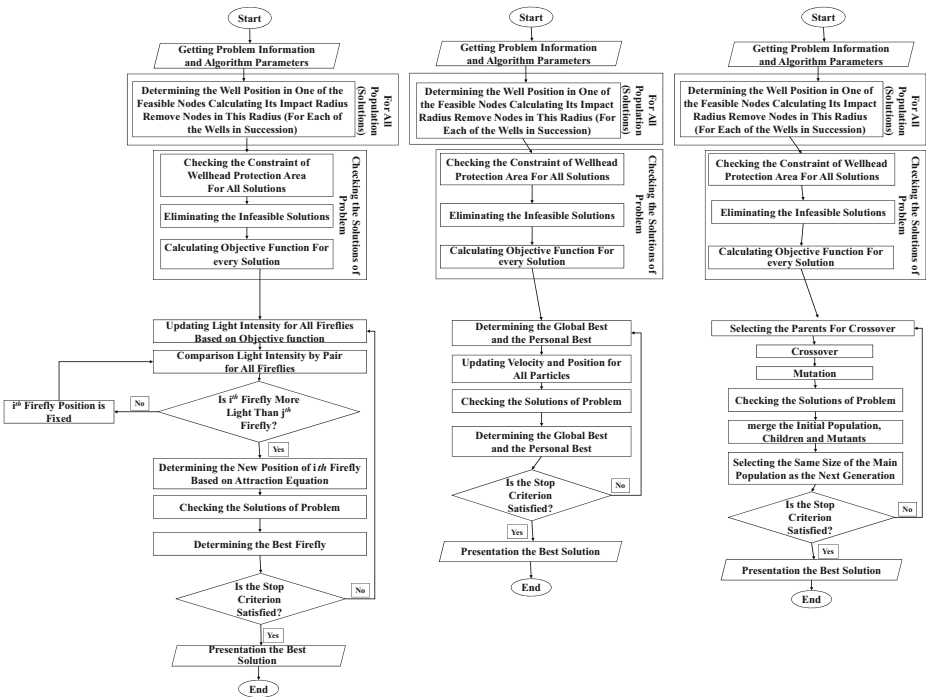 Start
Getting Problem Information
and Algorithm Parameters
Determining the Well Position in One of the
Feasible Nodes Calculating Its Impact Radius
Remove Nodes in This Radius (For Each of
the Wells in Succession)
For All
Population
(Solutions)
Checking the Constraint of
Wellhead Protection Area
For All Solutions
Eliminating the Infeasible Solutions
Calculating Objective Function For
every Solution
Checking the Solutions of
Problem
Updating Light Intensity for All Fireflies
Based on Objective function
Comparison Light Intensity by Pair
for All Fireflies
Is ith Firefly More
Light Than jth
Firefly?
No
ith Firefly Position is
Fixed
Yes
Determining the New Position of ith Firefly
Based on Attraction Equation
Checking the Solutions of Problem
Determining the Best Firefly
Is the Stop
Criterion
Satisfied?
No
Yes
Presentation the Best
Solution
End
Start
Getting Problem Information
and Algorithm Parameters
Determining the Well Position in One of
the Feasible Nodes Calculating Its Impact
Radius Remove Nodes in This Radius (For
Each of the Wells in Succession)
For All
Population
(Solutions)
Checking the Constraint of Wellhead
Protection Area For All Solutions
Eliminating the Infeasible Solutions
Calculating Objective Function For
every Solution
Checking the Solutions of
Problem
Determining the Global Best
and the Personal Best
Updating Velocity and Position for
All Particles
Checking the Solutions of Problem
Determining the Global Best
and the Personal Best
Is the Stop
Criterion
Satisfied?
No
Yes
Presentation the Best Solution
End
Start
Getting Problem Information
and Algorithm Parameters
Determining the Well Position in One of
the Feasible Nodes Calculating Its Impact
Radius Remove Nodes in This Radius
(For Each of the Wells in Succession)
For All
Population
(Solutions)
Checking the Constraint of Wellhead
Protection Area For All Solutions
Eliminating the Infeasible Solutions
Calculating Objective Function For
every Solution
Checking the Solutions of
Problem
Selecting the Parents For Crossover
Crossover
Mutation
Checking the Solutions of Problem
merge the Initial Population,
Children and Mutants
Selecting the Same Size of the Main
Population as the Next Generation
Is the Stop
Criterion
Satisfied?
No
Yes
Presentation the Best Solution
End